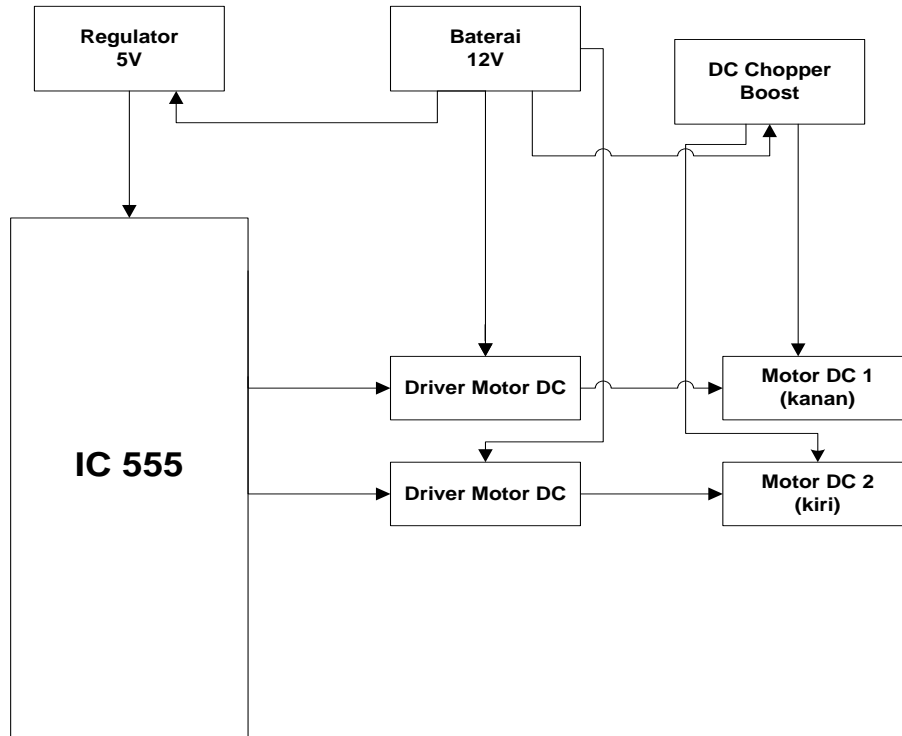 Regulator
5V
Baterai
12V
DC Chopper
Boost
Driver Motor DC
Motor DC 1
(kanan)
IC 555
Driver Motor DC
Motor DC 2
(kiri)